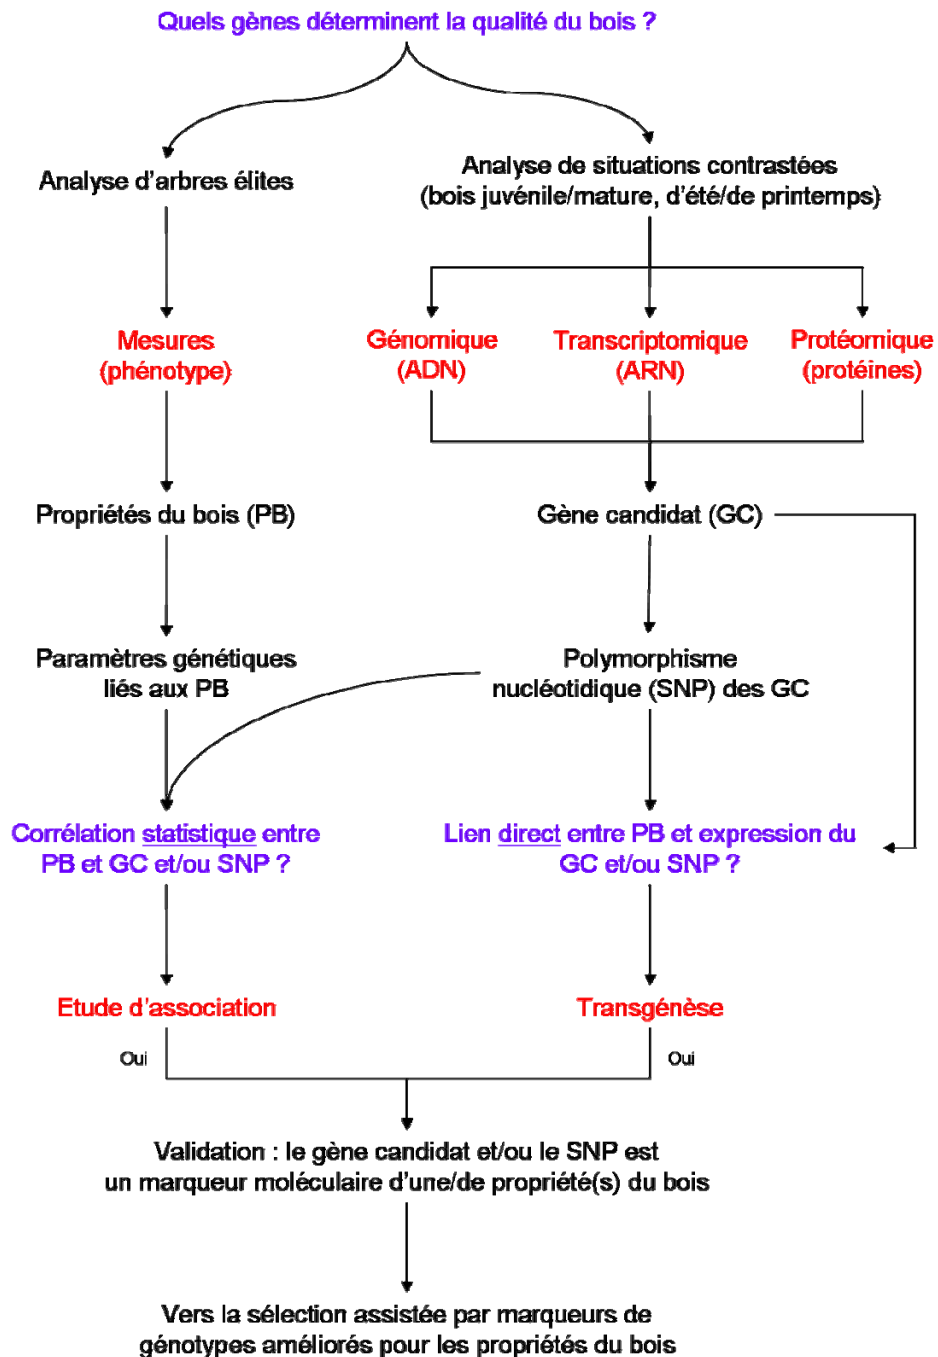 Quels gènes déterminent la qualité du bois ?
Analyse d'arbres élites
Analyse de situations contrastées
(bois juvénile/mature, d'été/de printemps)
Mesures
(phénotype)
Génomique
(ADN)
Transcriptomique
(ARN)
Protéomique
(protéines)
Propriétés du bois (PB)
Gène candidat (GC)
Paramètres génétiques
liés aux PB
Polymorphisme
nucléotidique (SNP) des GC
Corrélation statistique entre
PB et GC et/ou SNP ?
Lien direct entre PB et expression du
GC et/ou SNP ?
Etude d'association
Transgénèse
Oui
Oui
Validation : le gène candidat et/ou le SNP est
un marqueur moléculaire d'une/de propriété(s) du bois
Vers la sélection assistée par marqueurs de
génotypes améliorés pour les propriétés du bois